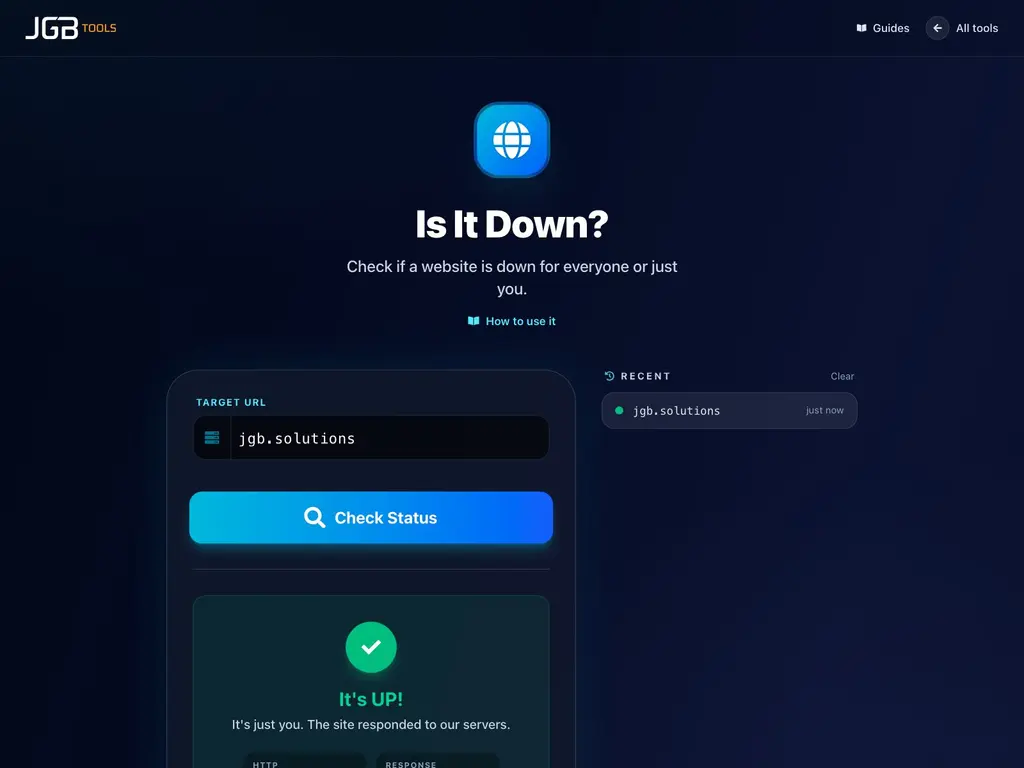 JGB TOOLS
Guides
All tools
Is It Down?
Check if a website is down for everyone or just
you.
How to use it
TARGET URL
jgb.solutions
Check Status
It's UP!
It's just you. The site responded to our servers.
HTTP
RESPONSE
RECENT
Clear
jgb.solutions
just now